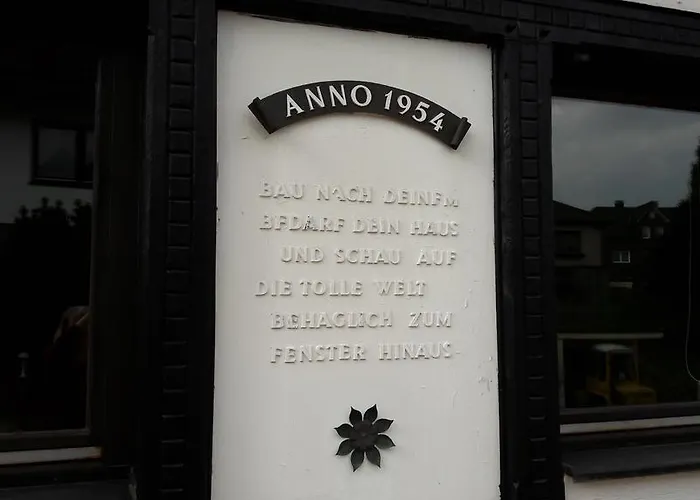 ANNO 1954
BAU NACH DEINEM
BEDARF DEIN HAUS
UND SCHAU AUF
DIE TOLLE WELT
BEHAGLICH ZUM
FENSTER HINAUS